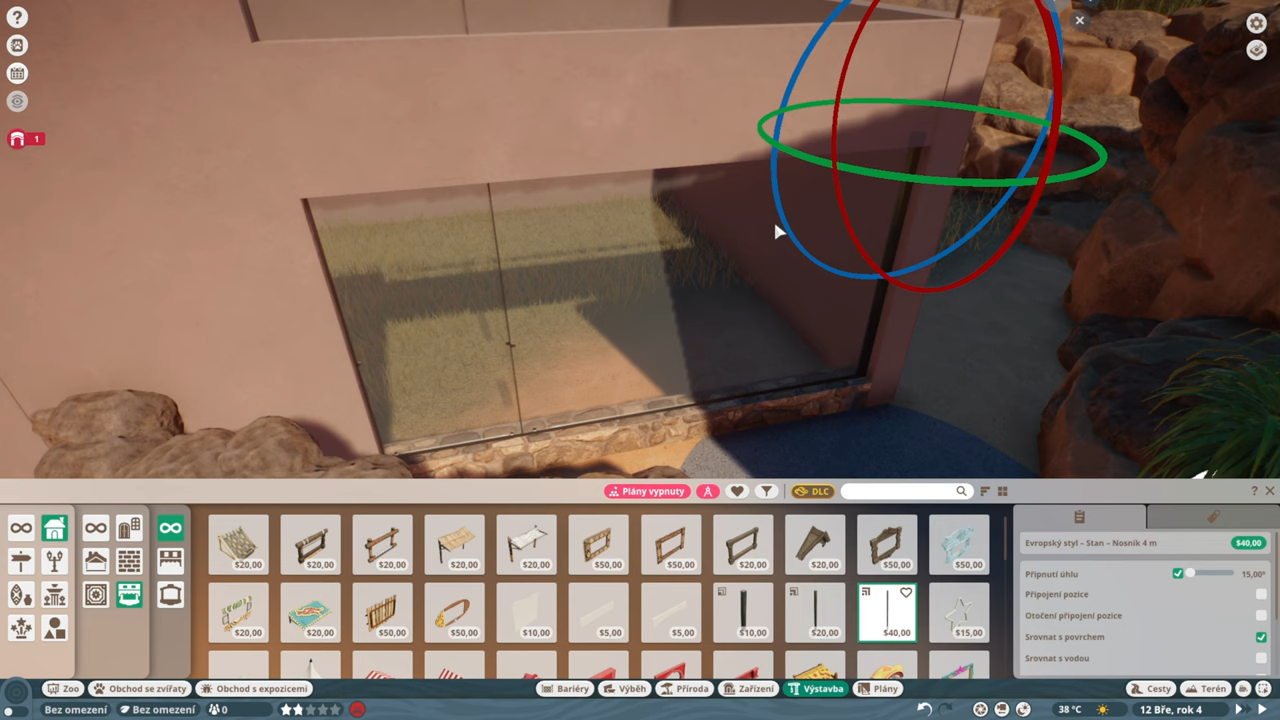 ?
1
Plány vypnuty
DLC
?
$20,00
$20,00
$20,00
$20,00
$20,00
$50,00
$50,00
$20,00
$20,00
$50,00
$50,00
$20,00
$20,00
$50,00
$50,00
$10,00
$5,00
$5,00
$10,00
$20,00
$40,00
$15,00
Evropský styl – Stan – Nosník 4 m
$40,00
Připnutí úhlu
15,00°
Připojení pozice
Otočení připojení pozice
Srovnat s povrchem
Srovnat s vodou
Zoo
Obchod se zvířaty
Obchod s expozicemi
Bariéry
Výběh
Příroda
Zařízení
Výstavba
Plány
Cesty
Terén
Bez omezení
Bez omezení
0
38 °C
12 Bře, rok 4